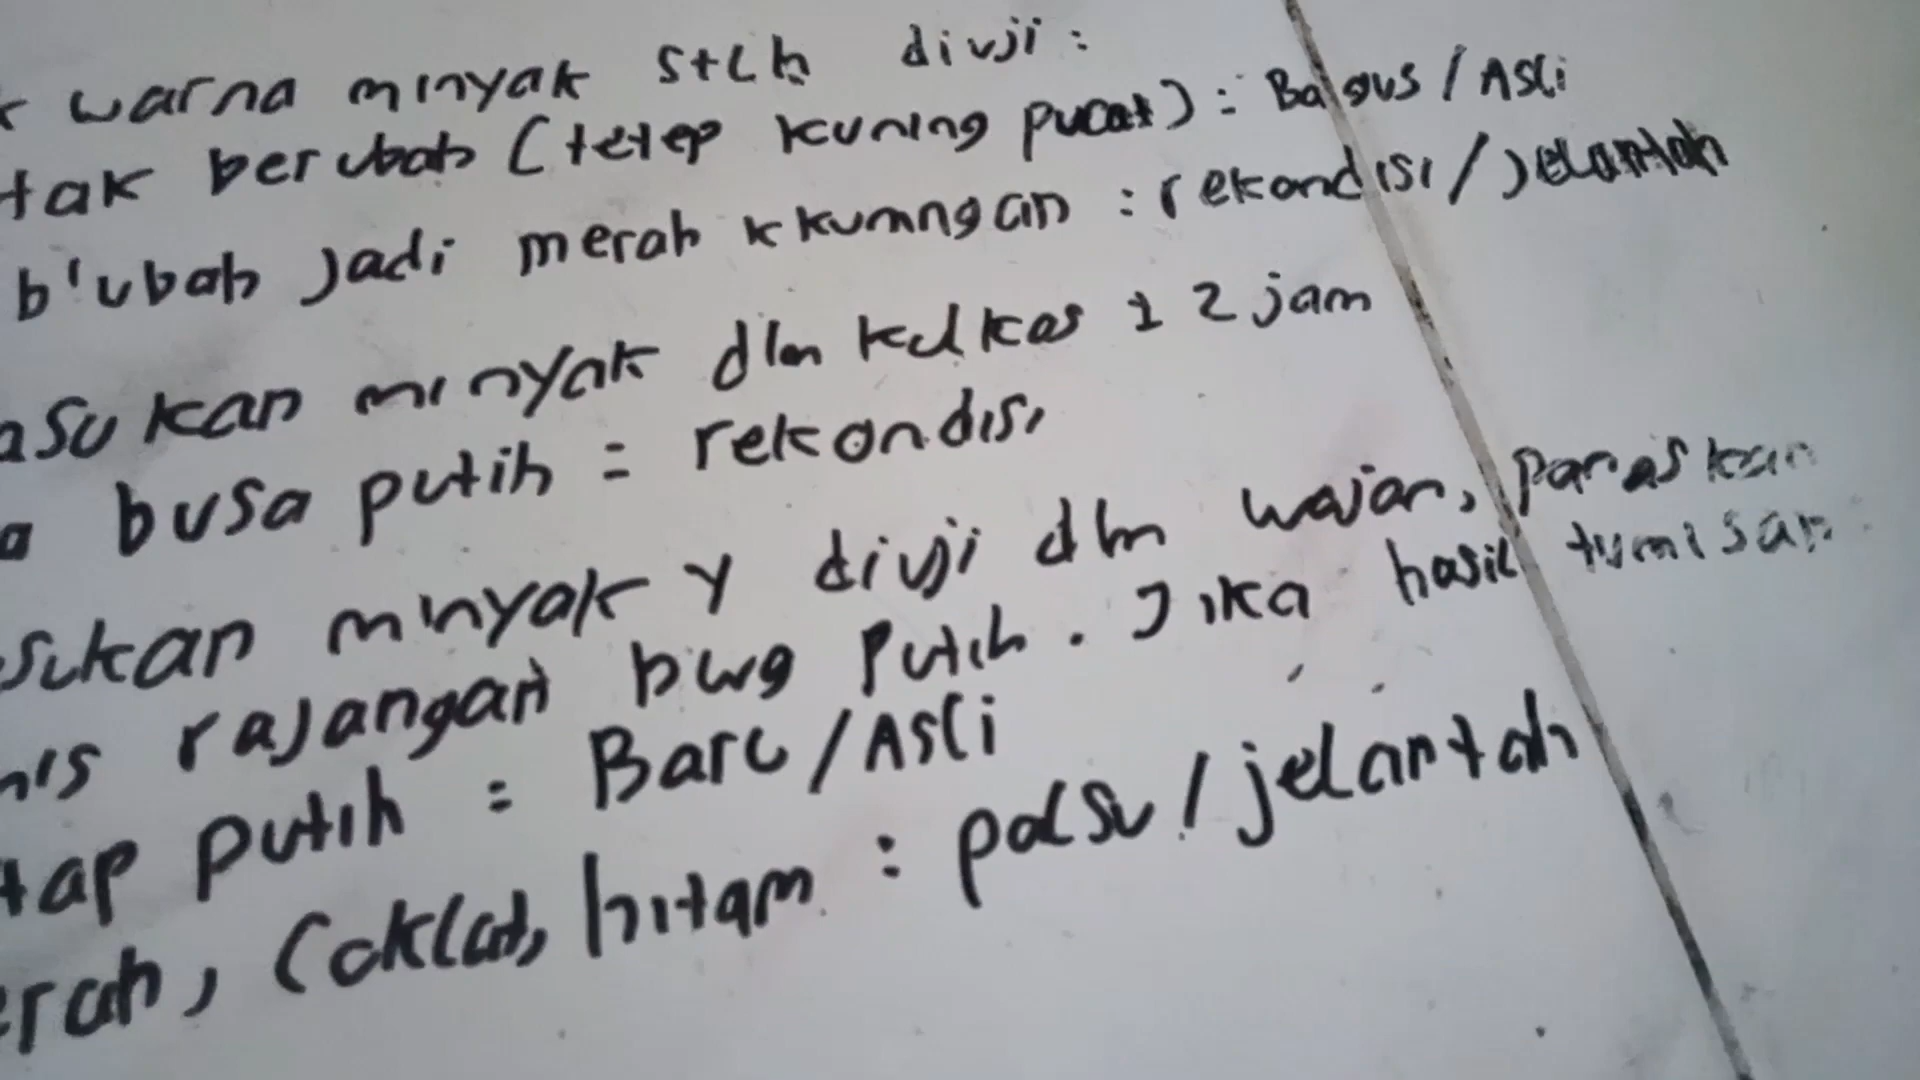 warna minyak stlh diuji :
tak berubah (tetep kuning pucat) : Bagus / Asli
b'ubah jadi merah kkuningan : rekondisi / jelantah
asukan minyak dlm kulkas ± 2 jam
a busa putih = rekondisi
sukan minyak y diuji dlm wajan, panaskan
mis rajangan bwg putih. Jika hasil tumisan
tap putih : Baru / Asli
erah, coklat, hitam : palsu / jelantah